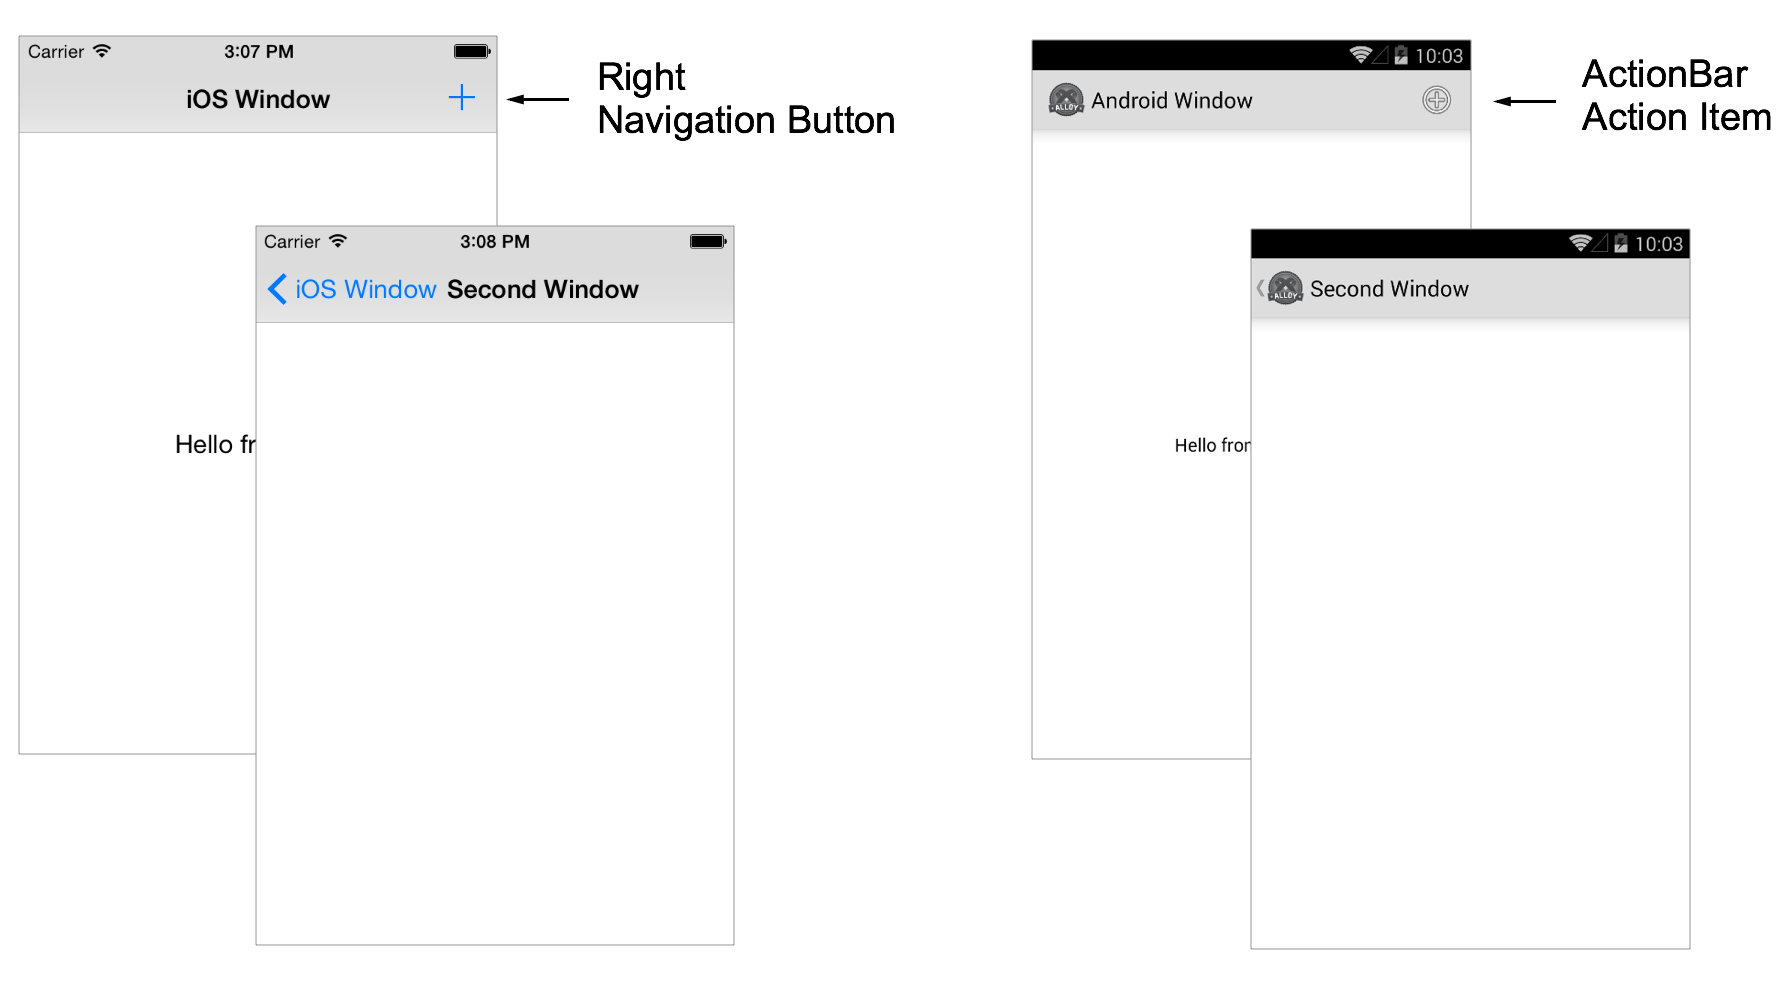 Carrier 3:07 PM
iOS Window
Right
Navigation Button
Carrier 3:08 PM
iOS Window Second Window
Hello fr
10:03
ALLOY Android Window
ActionBar
Action Item
10:03
ALLOY Second Window
Hello fror